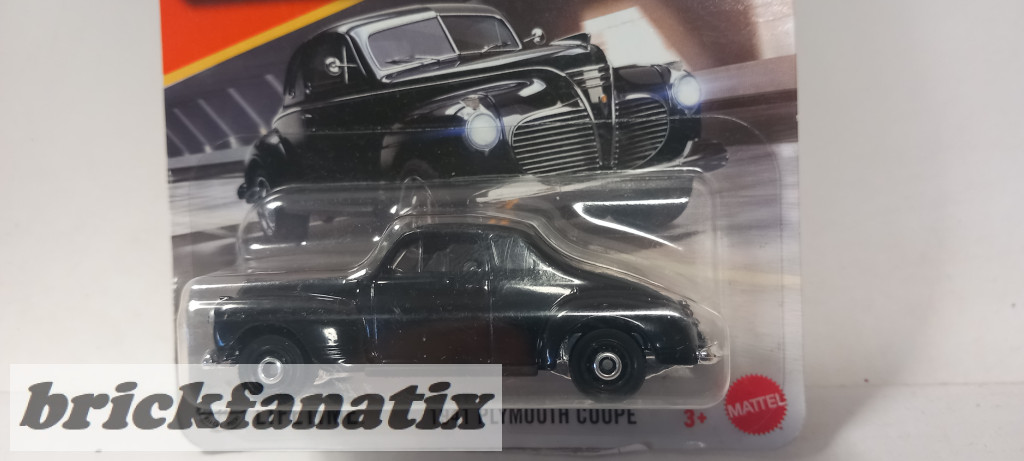 brickfanatix
PLYMOUTH COUPE 3+
MATTEL